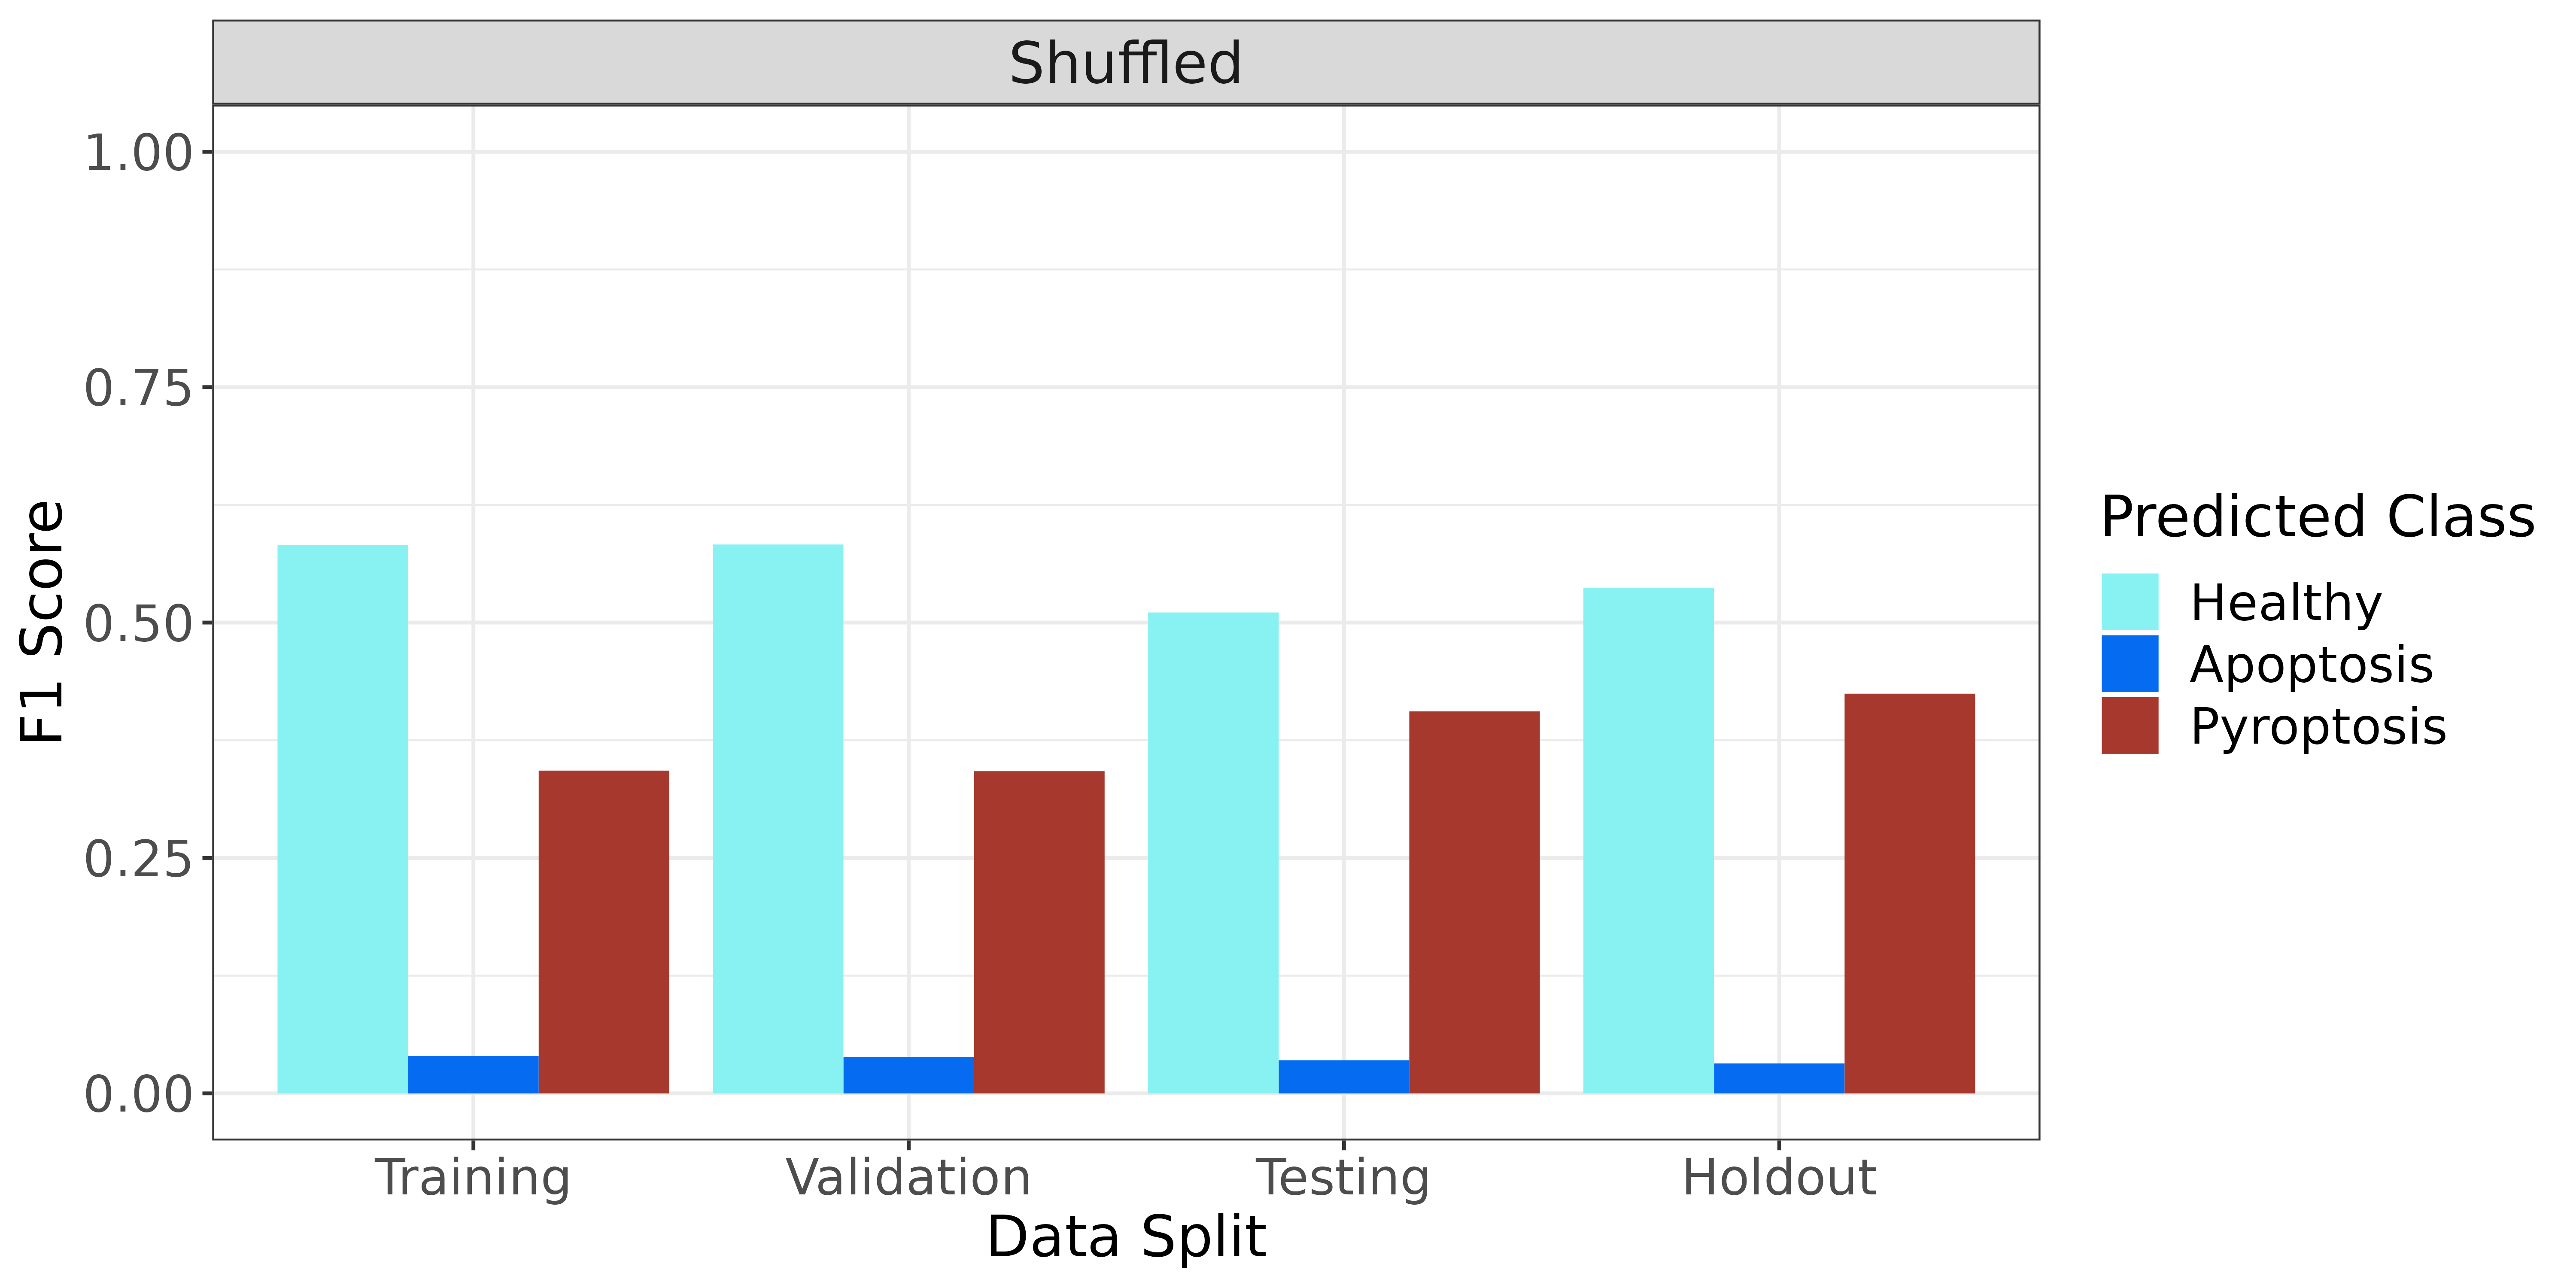 Shuffled
1.00
0.75
0.50
0.25
0.00
F1 Score
Training Validation Testing Holdout
Data Split
Predicted Class
Healthy
Apoptosis
Pyroptosis